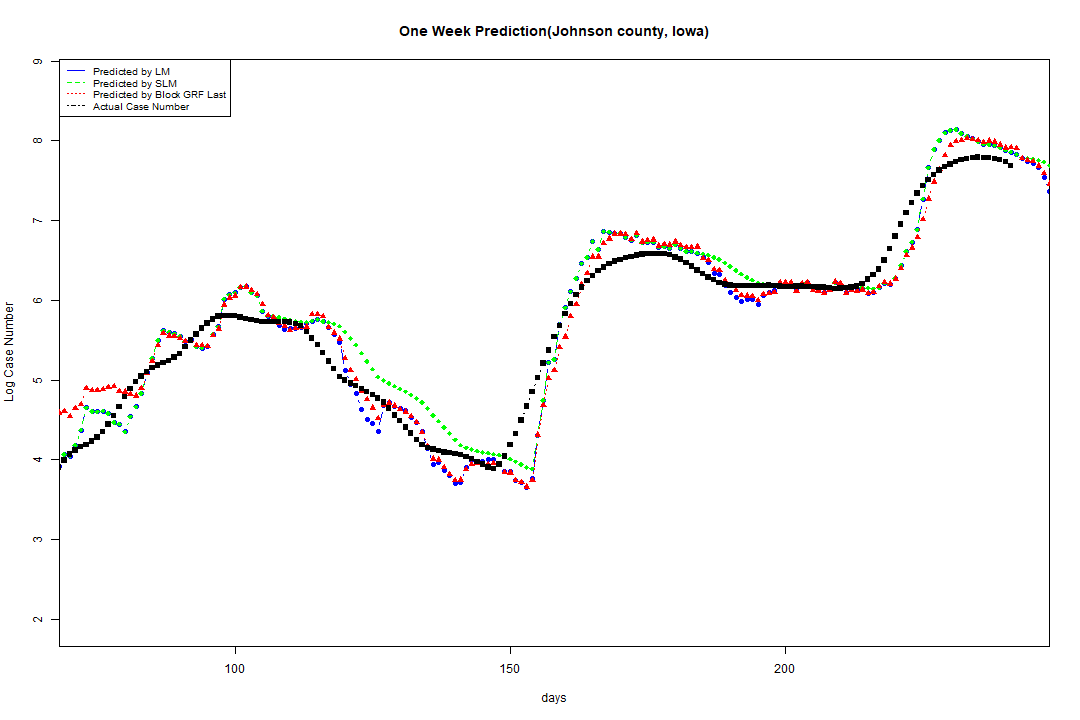 One Week Prediction(Johnson county, Iowa)
Predicted by LM
Predicted by SLM
Predicted by Block GRF Last
Actual Case Number
9
8
7
6
5
4
3
2
Log Case Number
100 150 200
days